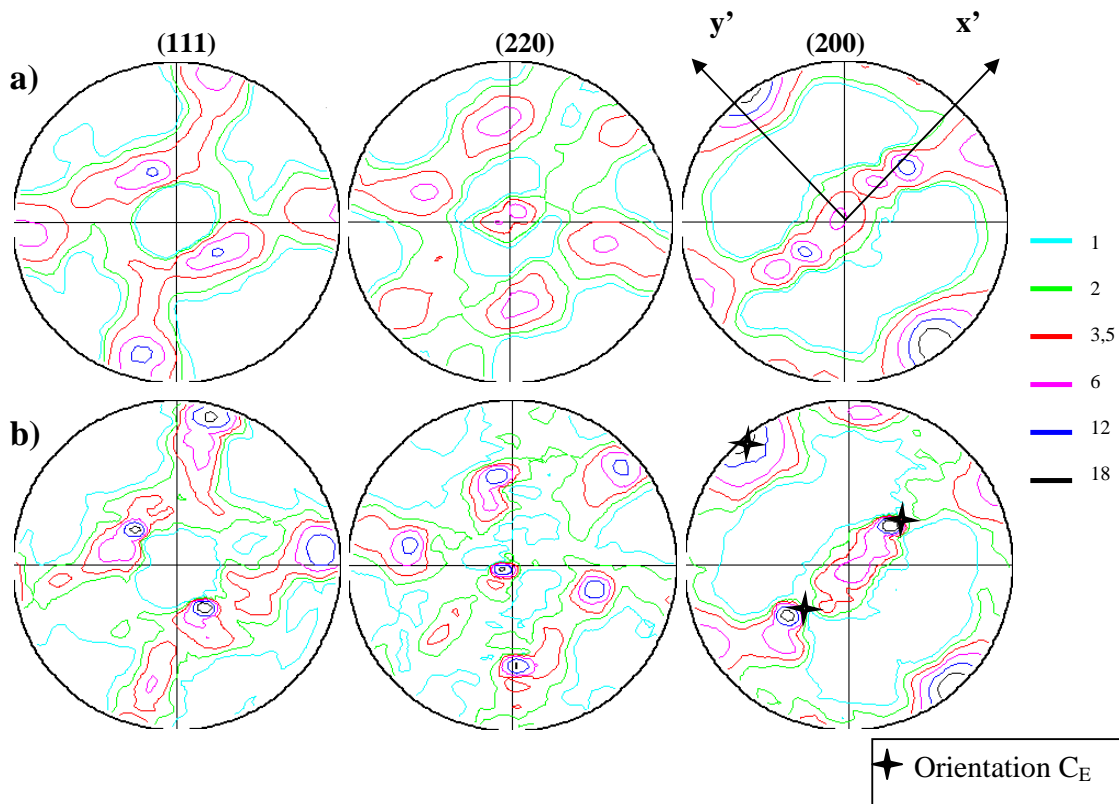 (111)
(220)
(200)
y’
x’
a)
1
2
3,5
6
12
18
b)
Orientation C_E